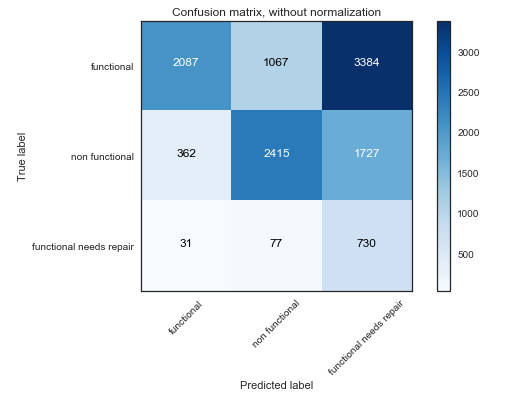 Confusion matrix, without normalization
functional
2087
1067
3384
non functional
362
2415
1727
functional needs repair
31
77
730
functional
non functional
functional needs repair
True label
Predicted label
3000
2500
2000
1500
1000
500